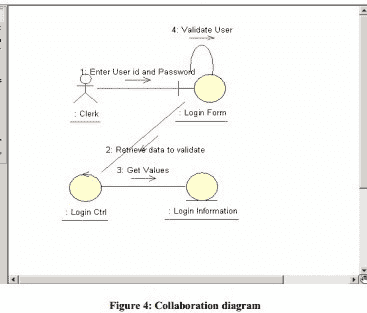 4: Validate User
1: Enter User id and Password
: Clerk
: Login Form
2: Retrieve data to validate
3: Get Values
: Login Ctrl
: Login Information
Figure 4: Collaboration diagram